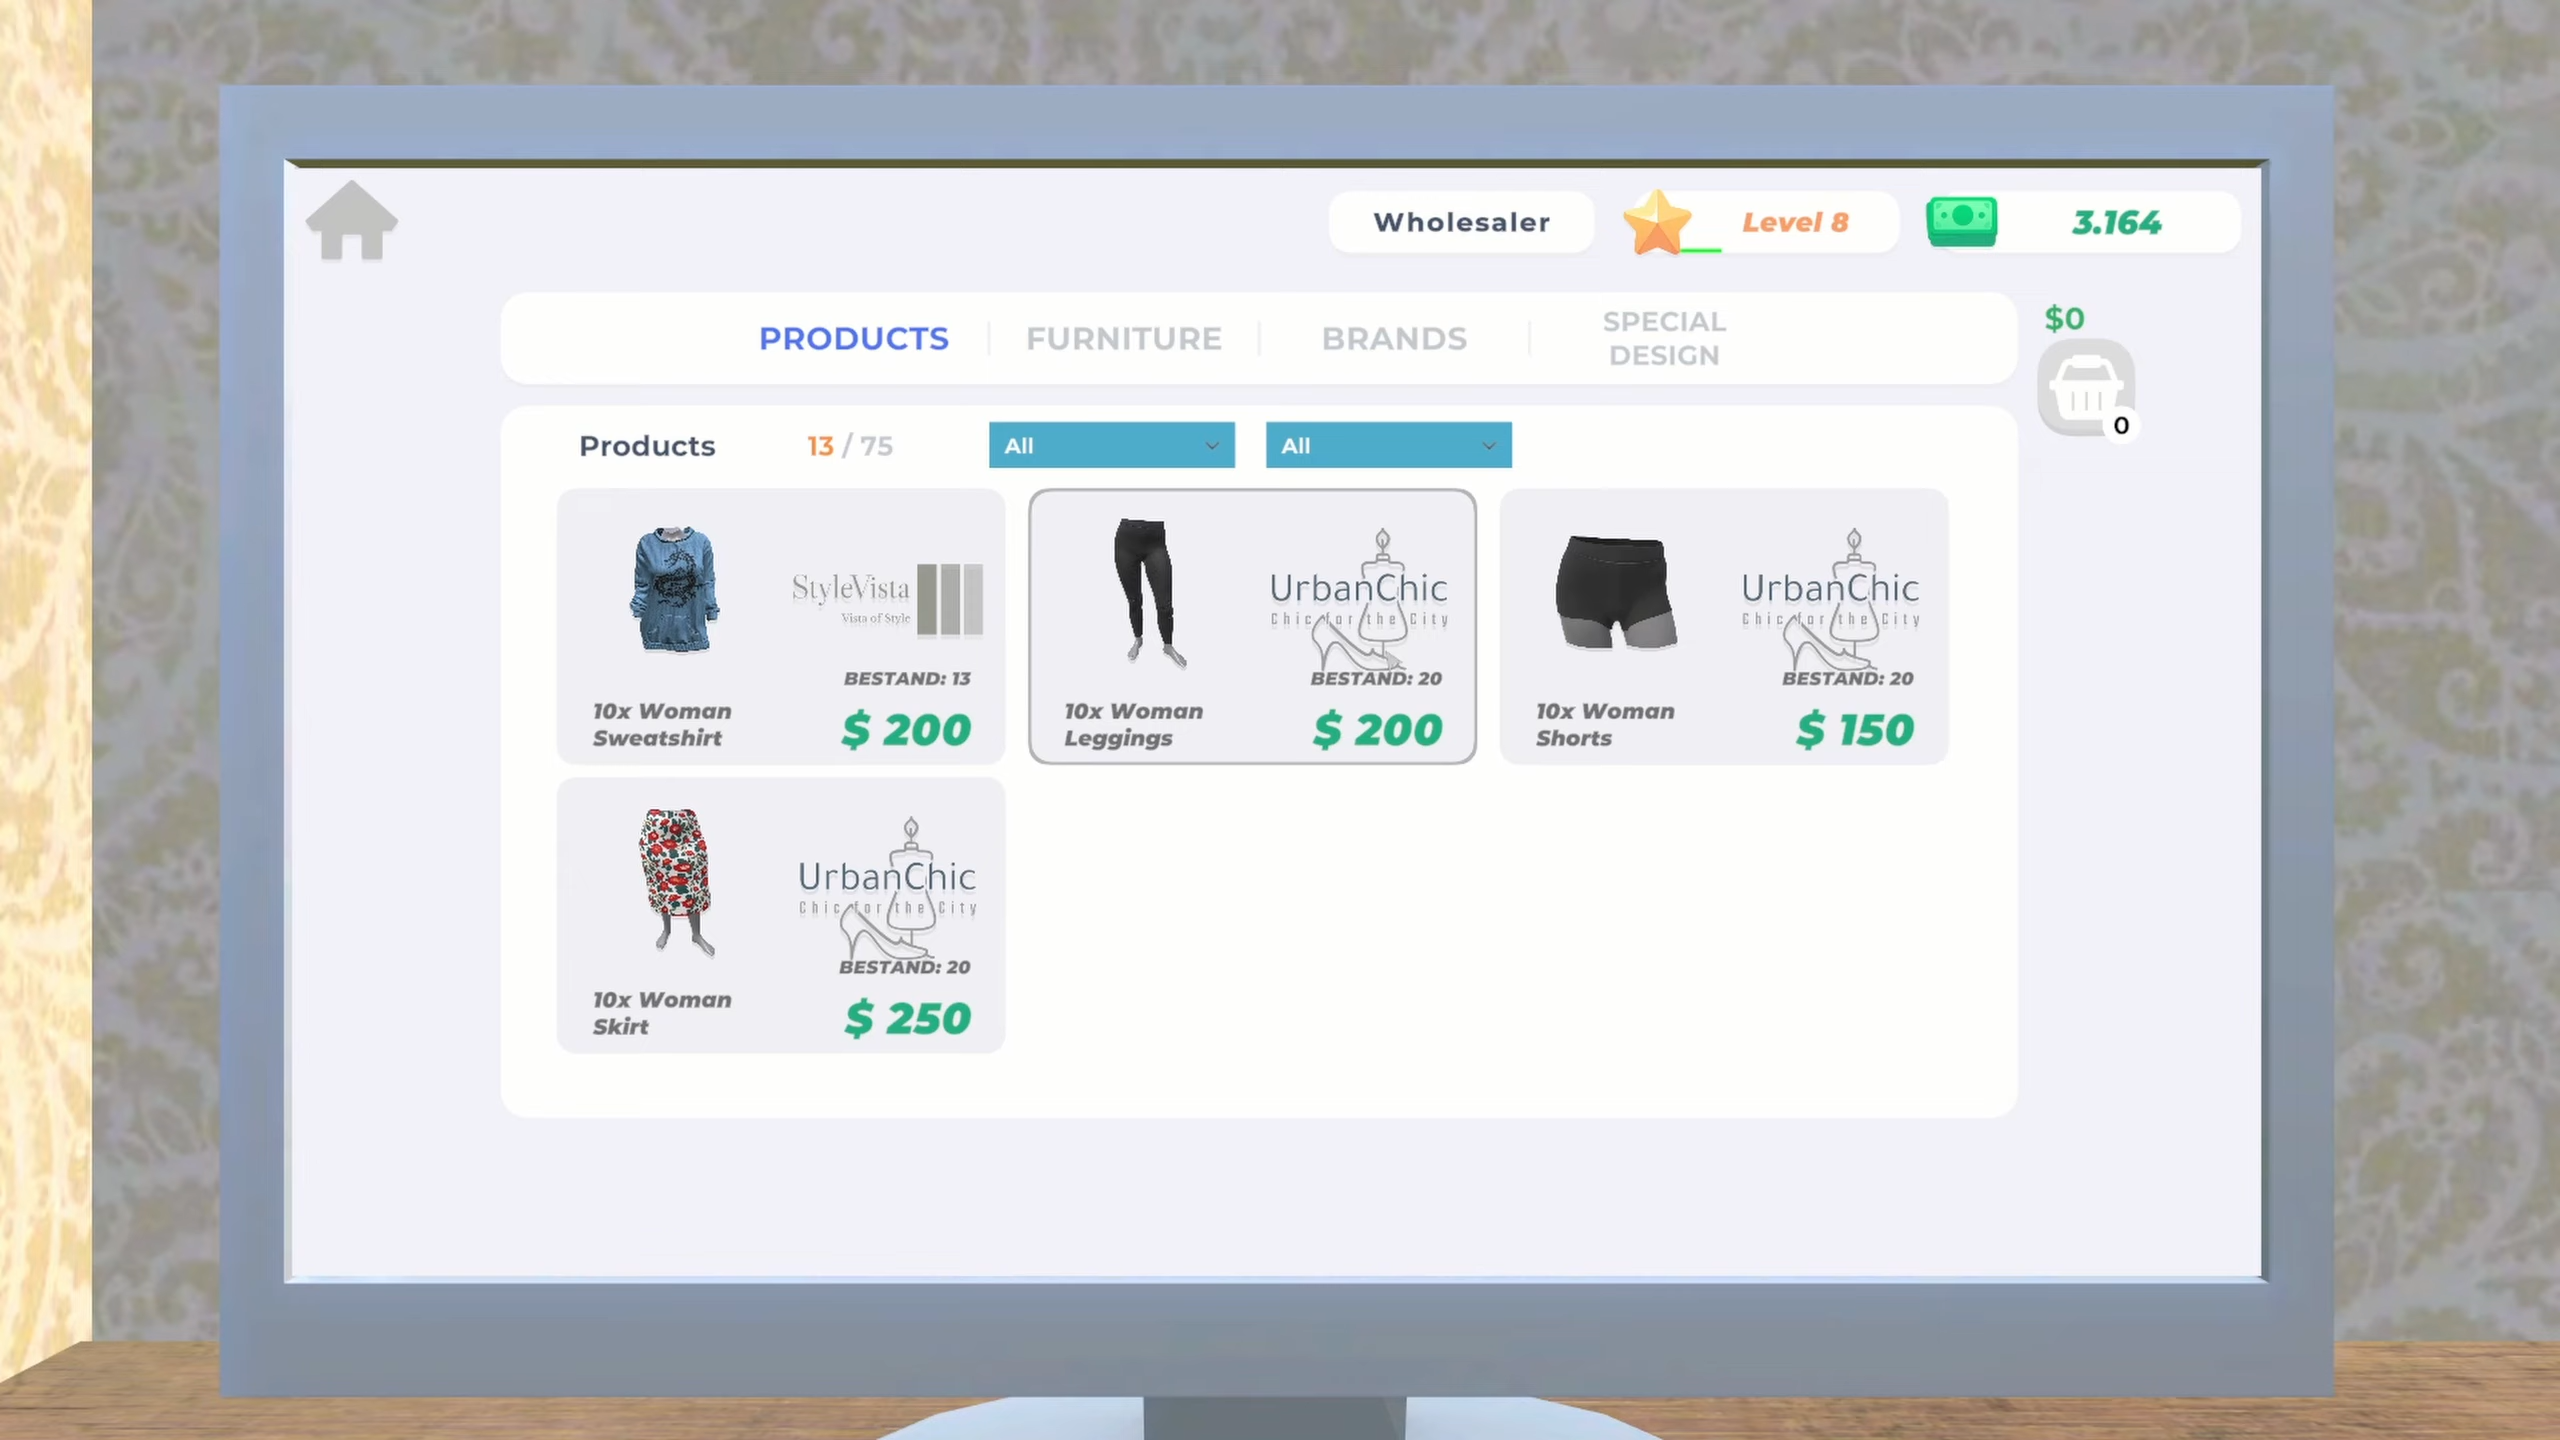 Wholesaler
Level 8
3.164
PRODUCTS
FURNITURE
BRANDS
SPECIAL
DESIGN
$0
0
Products
13 / 75
All
All
StyleVista
Vista of Style
BESTAND: 13
10x Woman
Sweatshirt
$ 200
UrbanChic
Chic for the City
BESTAND: 20
10x Woman
Leggings
$ 200
UrbanChic
Chic for the City
BESTAND: 20
10x Woman
Shorts
$ 150
UrbanChic
Chic for the City
BESTAND: 20
10x Woman
Skirt
$ 250